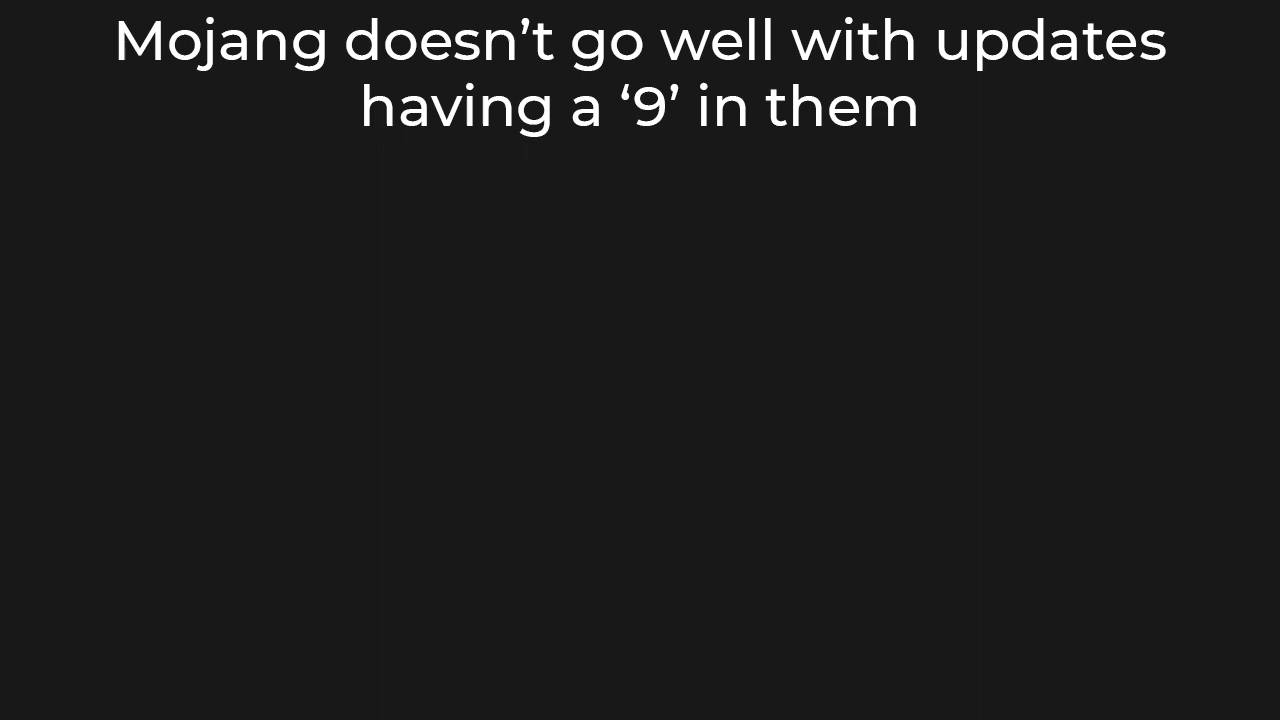 Mojang doesn’t go well with updates
having a ‘9’ in them